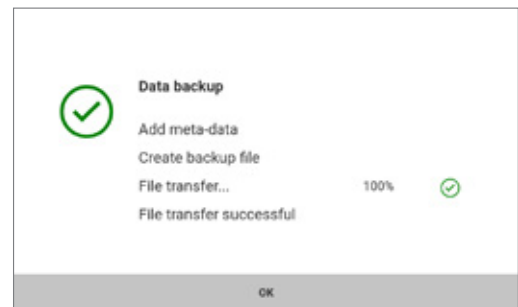 Data backup
Add meta-data
Create backup file
File transfer... 100%
File transfer successful
OK